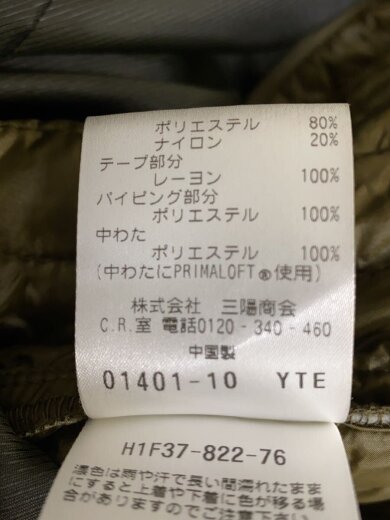 ポリエステル 80%
ナイロン 20%
テープ部分
レーヨン 100%
パイピング部分
ポリエステル 100%
中わた
ポリエステル 100%
(中わたにPRIMALOFT®使用)
株式会社 三陽商会
C.R.室 電話0120-340-460
中国製
01401-10 YTE
H1F37-822-76
濃色は雨や汗で長い間濡れたまま
にすると上着や下着に色が移る場
合がありますのでご注意下さい